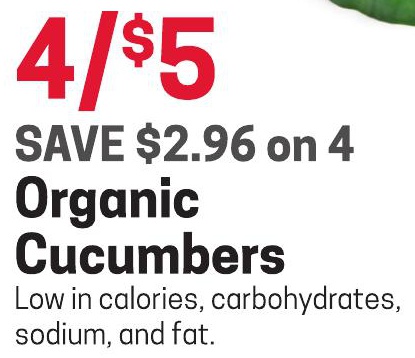 4/$5
SAVE $2.96 on 4
Organic
Cucumbers
Low in calories, carbohydrates,
sodium, and fat.